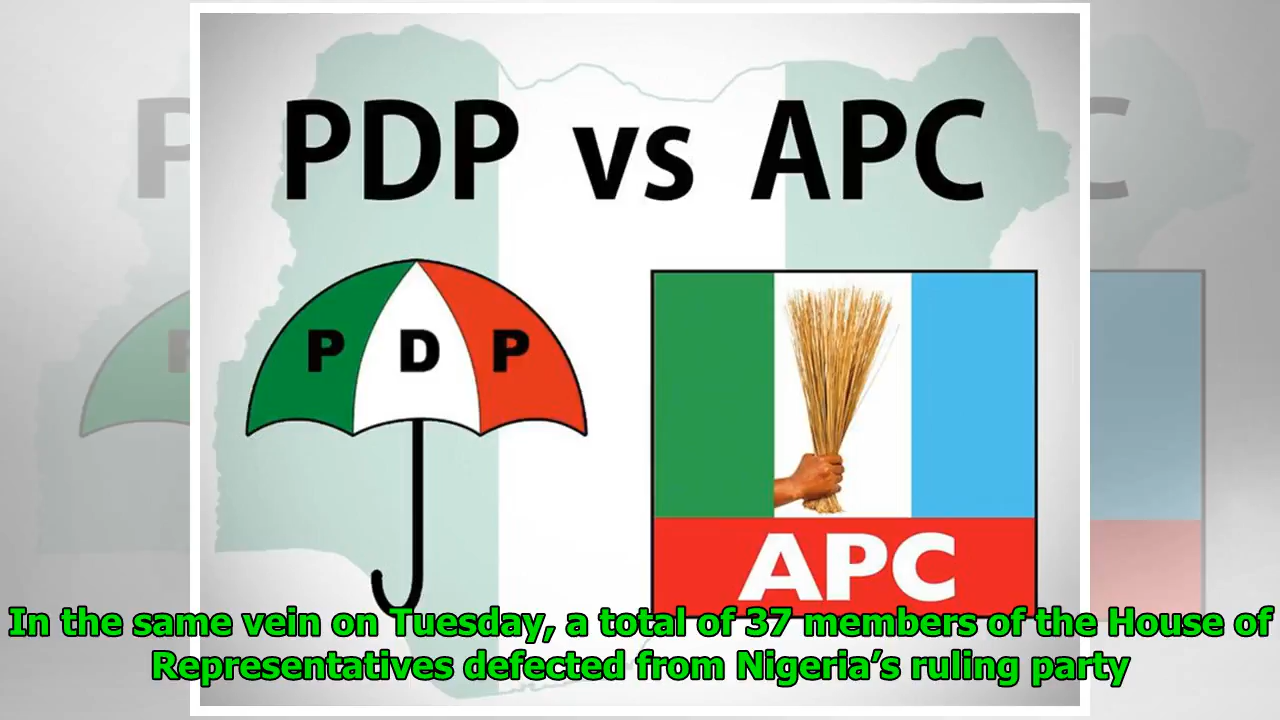 PDP vs APC
P D P
APC
In the same vein on Tuesday, a total of 37 members of the House of
Representatives defected from Nigeria’s ruling party